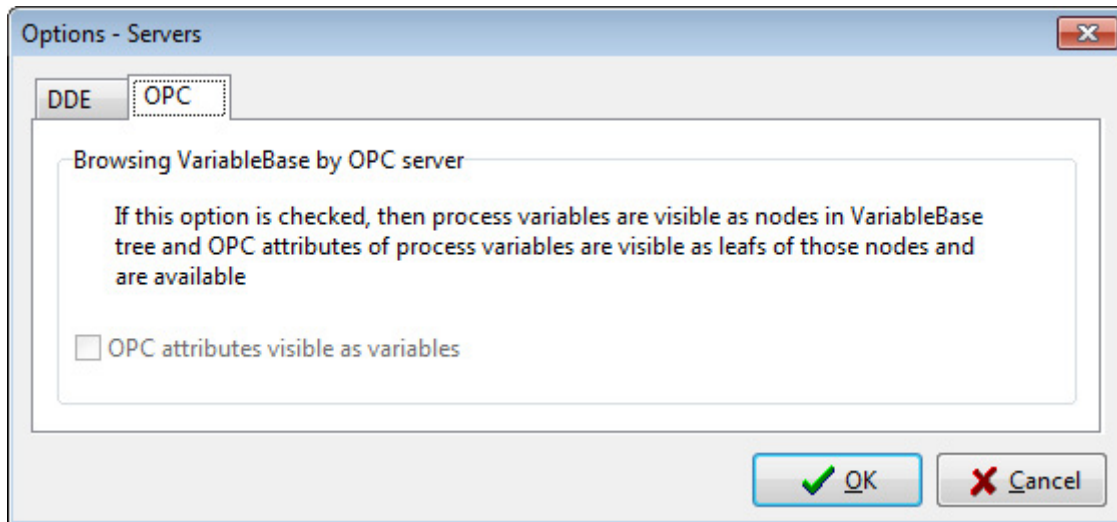 Options - Servers
DDE
OPC
Browsing VariableBase by OPC server
If this option is checked, then process variables are visible as nodes in VariableBase
tree and OPC attributes of process variables are visible as leafs of those nodes and
are available
OPC attributes visible as variables
OK
Cancel